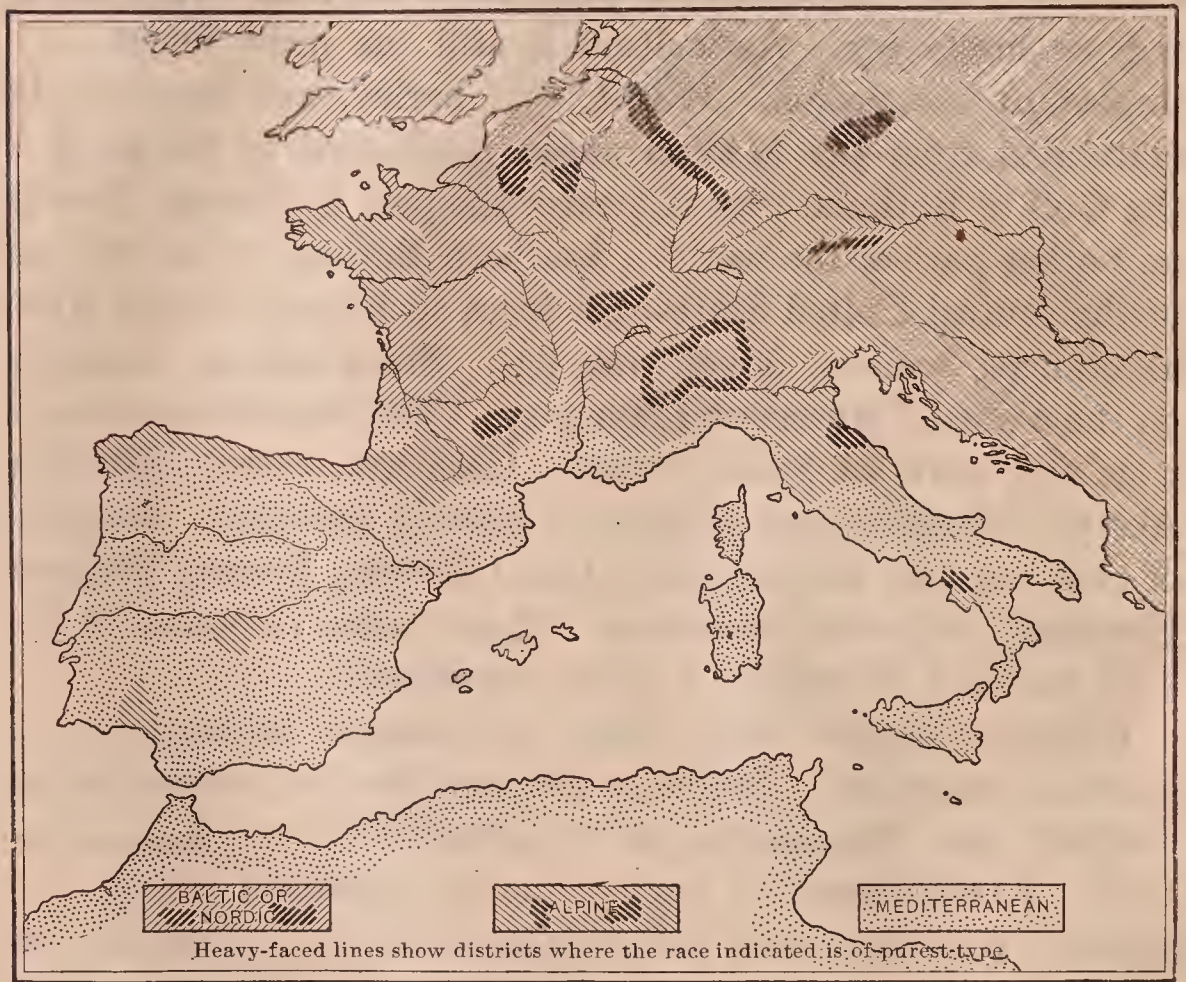 BALTIC OR
NORDIC
ALPINE
MEDITERRANEAN
Heavy-faced lines show districts where the race indicated is of purest type.